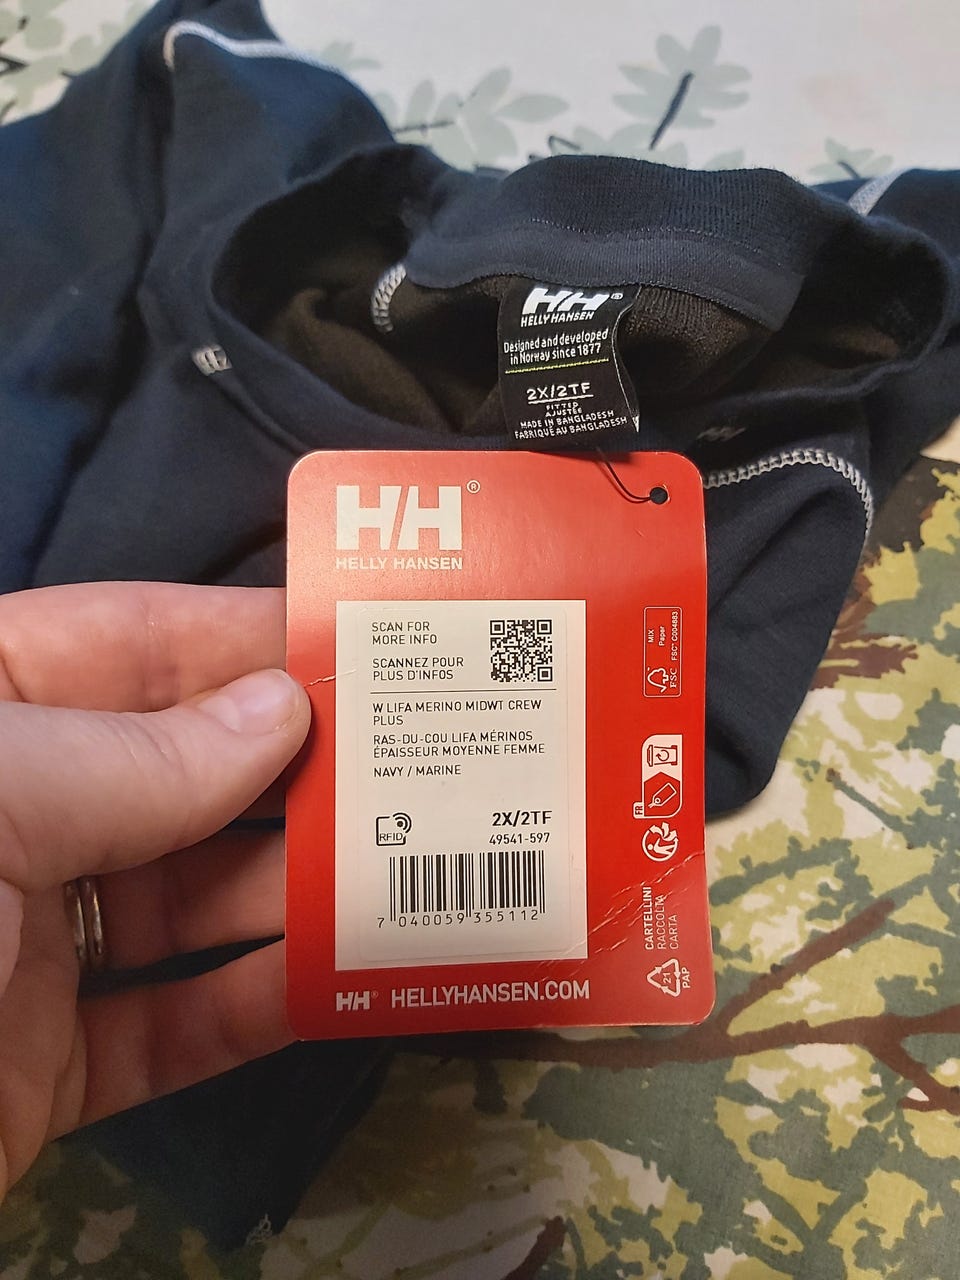 HH®
HELLY HANSEN
Designed and developed
in Norway since 1877
2X/2TF
FITTED
AJUSTÉE
MADE IN BANGLADESH
FABRIQUÉ AU BANGLADESH
HH®
HELLY HANSEN
SCAN FOR
MORE INFO
SCANNEZ POUR
PLUS D'INFOS
W LIFA MERINO MIDWT CREW
PLUS
RAS-DU-COU LIFA MÉRINOS
ÉPAISSEUR MOYENNE FEMME
NAVY / MARINE
RFID
2X/2TF
49541-597
7 040059 355112
HH® HELLYHANSEN.COM
MIX
Paper
FSC
FSC® C004683
FR
CARTELLINI
RACCOLTA
CARTA
21
PAP